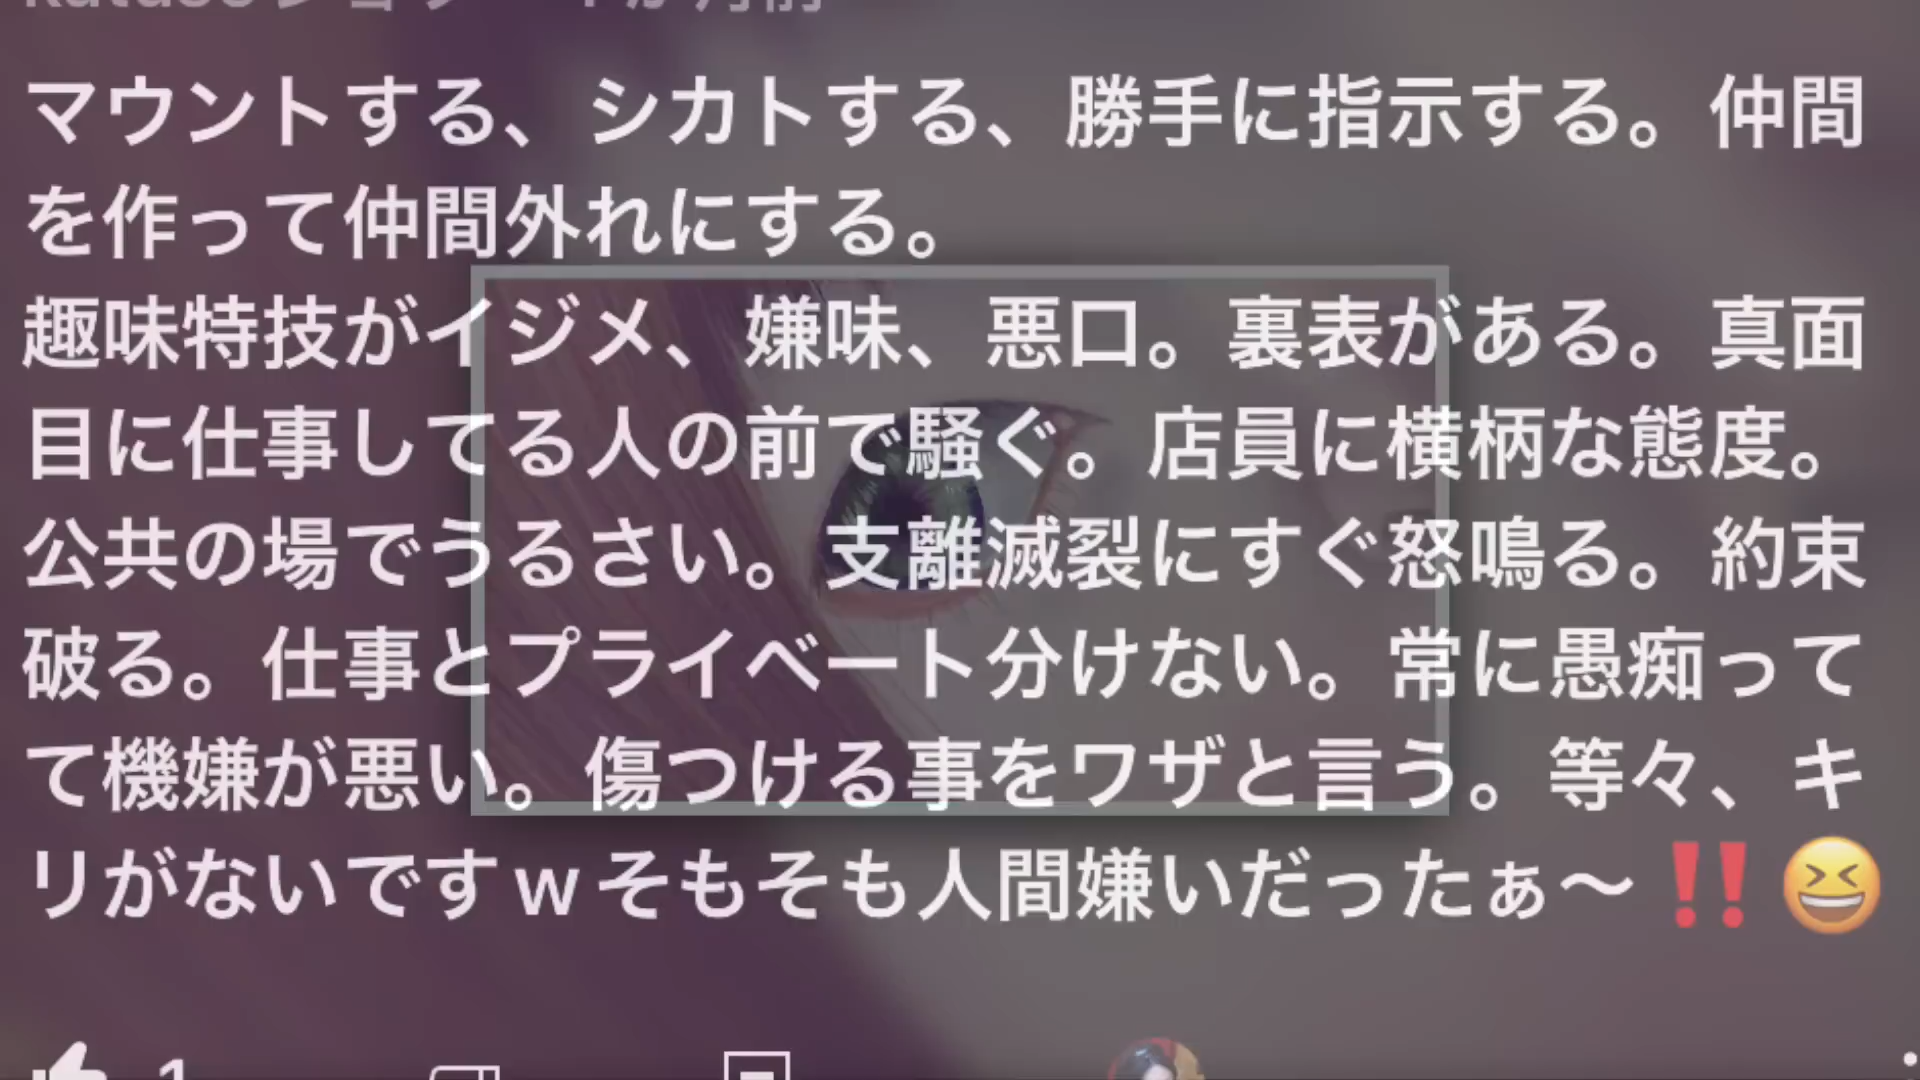 マウントする、シカトする、勝手に指示する。仲間
を作って仲間外れにする。
趣味特技がイジメ、嫌味、悪口。裏表がある。真面
目に仕事してる人の前で騒ぐ。店員に横柄な態度。
公共の場でうるさい。支離滅裂にすぐ怒鳴る。約束
破る。仕事とプライベート分けない。常に愚痴って
て機嫌が悪い。傷つける事をワザと言う。等々、キ
リがないですwそもそも人間嫌いだったぁ〜‼️😆
1